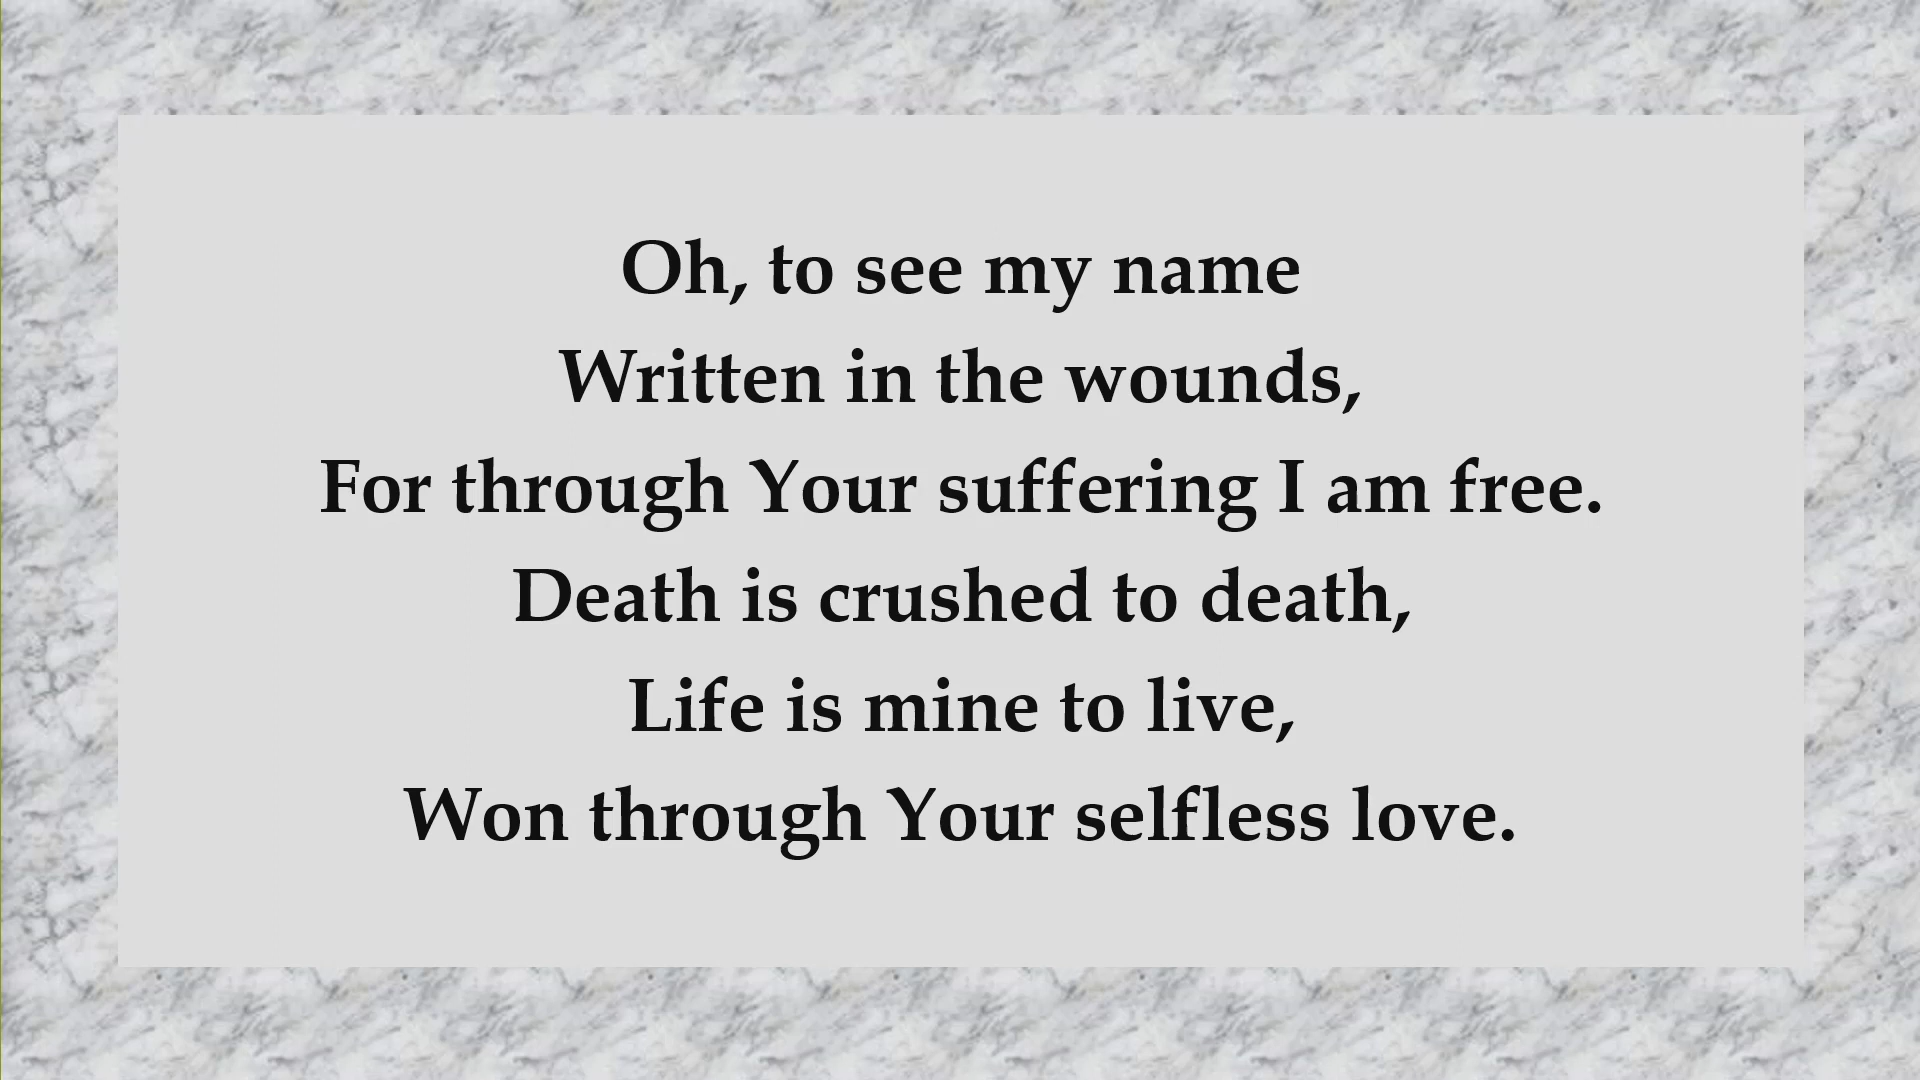 Oh, to see my name
Written in the wounds,
For through Your suffering I am free.
Death is crushed to death,
Life is mine to live,
Won through Your selfless love.